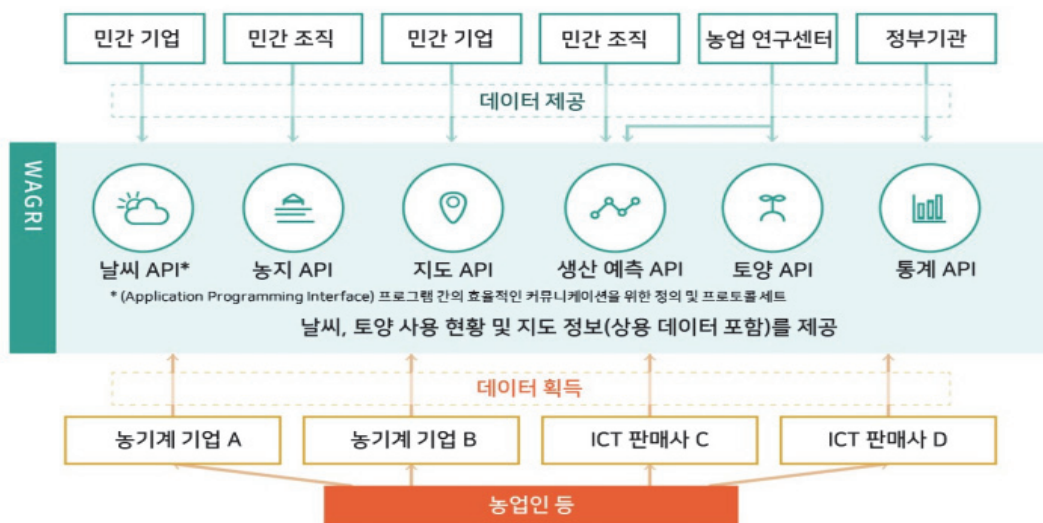 민간 기업
민간 조직
민간 기업
민간 조직
농업 연구센터
정부기관
데이터 제공
WAGRI
날씨 API*
농지 API
지도 API
생산 예측 API
토양 API
통계 API
* (Application Programming Interface) 프로그램 간의 효율적인 커뮤니케이션을 위한 정의 및 프로토콜 세트
날씨, 토양 사용 현황 및 지도 정보(상용 데이터 포함)를 제공
데이터 획득
농기계 기업 A
농기계 기업 B
ICT 판매사 C
ICT 판매사 D
농업인 등